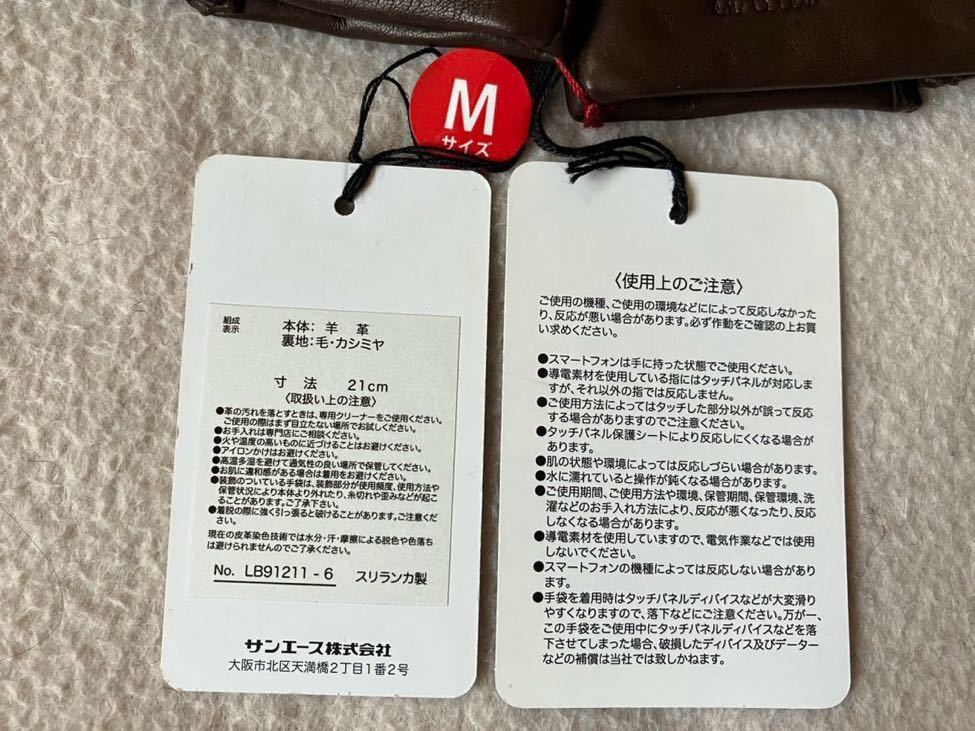 M
サイズ
組成
表示
本体: 羊 革
裏地:毛・カシミヤ
寸 法 21cm
〈取扱い上の注意〉
●革の汚れを落とすときは、専用クリーナーをご使用ください。
ご使用の際はまず目立たない場所でお試しください。
●お手入れは専門店にご相談ください。
●火や温度の高いものに近づけることはお避けください。
●アイロンかけはお避けください。
●高温多湿を避けて通気性の良い場所で保管してください。
●お肌に違和感がある場合は着用をお避けください。
●装飾のついている手袋は、装飾部分が使用頻度、使用方法や
保管状況により本体より外れたり、糸切れや歪みなどが起こ
ることがあります。ご了承下さい。
●着脱の際に強く引っ張ると破けることがあります。ご注意くだ
さい。
現在の皮革染色技術では水分・汗・摩擦による脱色や色落ち
は避けられませんのでご了承ください。
No. LB91211-6 スリランカ製
サンエース株式会社
大阪市北区天満橋2丁目1番2号
〈使用上のご注意〉
ご使用の機種、ご使用の環境などにによって反応しなかった
り、反応が悪い場合があります。必ず作動をご確認の上お買
い求めください。
●スマートフォンは手に持った状態でご使用ください。
●導電素材を使用している指にはタッチパネルが対応しま
すが、それ以外の指では反応しません。
●ご使用方法によってはタッチした部分以外が誤って反応
する場合がありますのでご注意ください。
●タッチパネル保護シートにより反応しにくくなる場合が
あります。
●肌の状態や環境によっては反応しづらい場合があります。
●水に濡れていると操作が鈍くなる場合があります。
●ご使用期間、ご使用方法や環境、保管期間、保管環境、洗
濯などのお手入れ方法により、反応が悪くなったり、反応
しなくなる場合があります。
●導電素材を使用していますので、電気作業などでは使用
しないでください。
●スマートフォンの機種によっては反応しない場合があり
ます。
●手袋を着用時はタッチパネルディバイスなどが大変滑り
やすくなりますので、落下などにご注意ください。万が一、
この手袋をご使用中にタッチパネルディバイスなどを落
下させてしまった場合、破損したディバイス及びデーター
などの補償は当社では致しかねます。